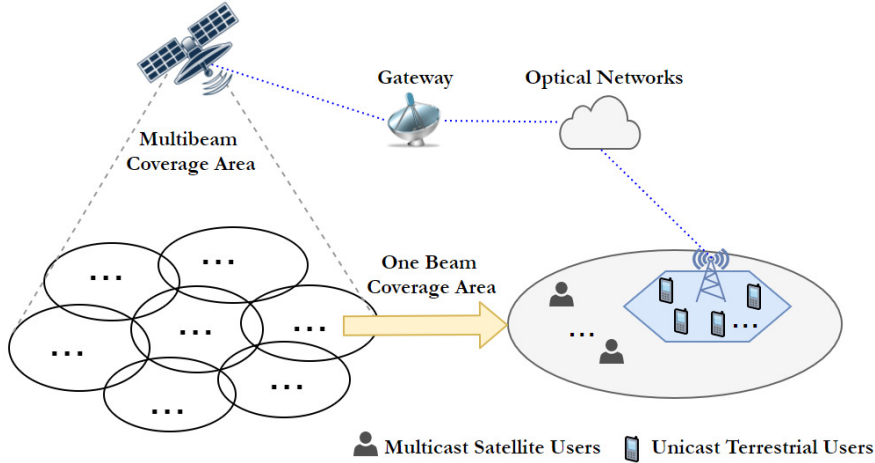 Gateway
Optical Networks
Multibeam
Coverage Area
One Beam
Coverage Area
...
...
...
...
...
...
...
...
...
Multicast Satellite Users
Unicast Terrestrial Users